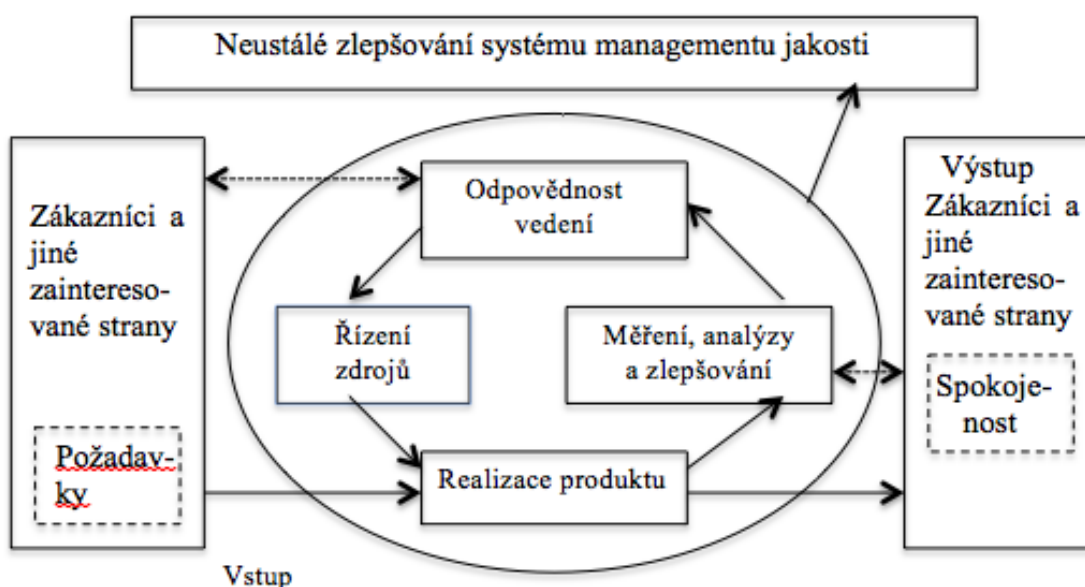 Neustálé zlepšování systému managementu jakosti
Zákazníci a
jiné
zaintereso-
vané strany
Požadav-
ky
Odpovědnost
vedení
Řízení
zdrojů
Měření, analýzy
a zlepšování
Realizace produktu
Výstup
Zákazníci a
jiné
zaintereso-
vané strany
Spokoje-
nost
Vstup